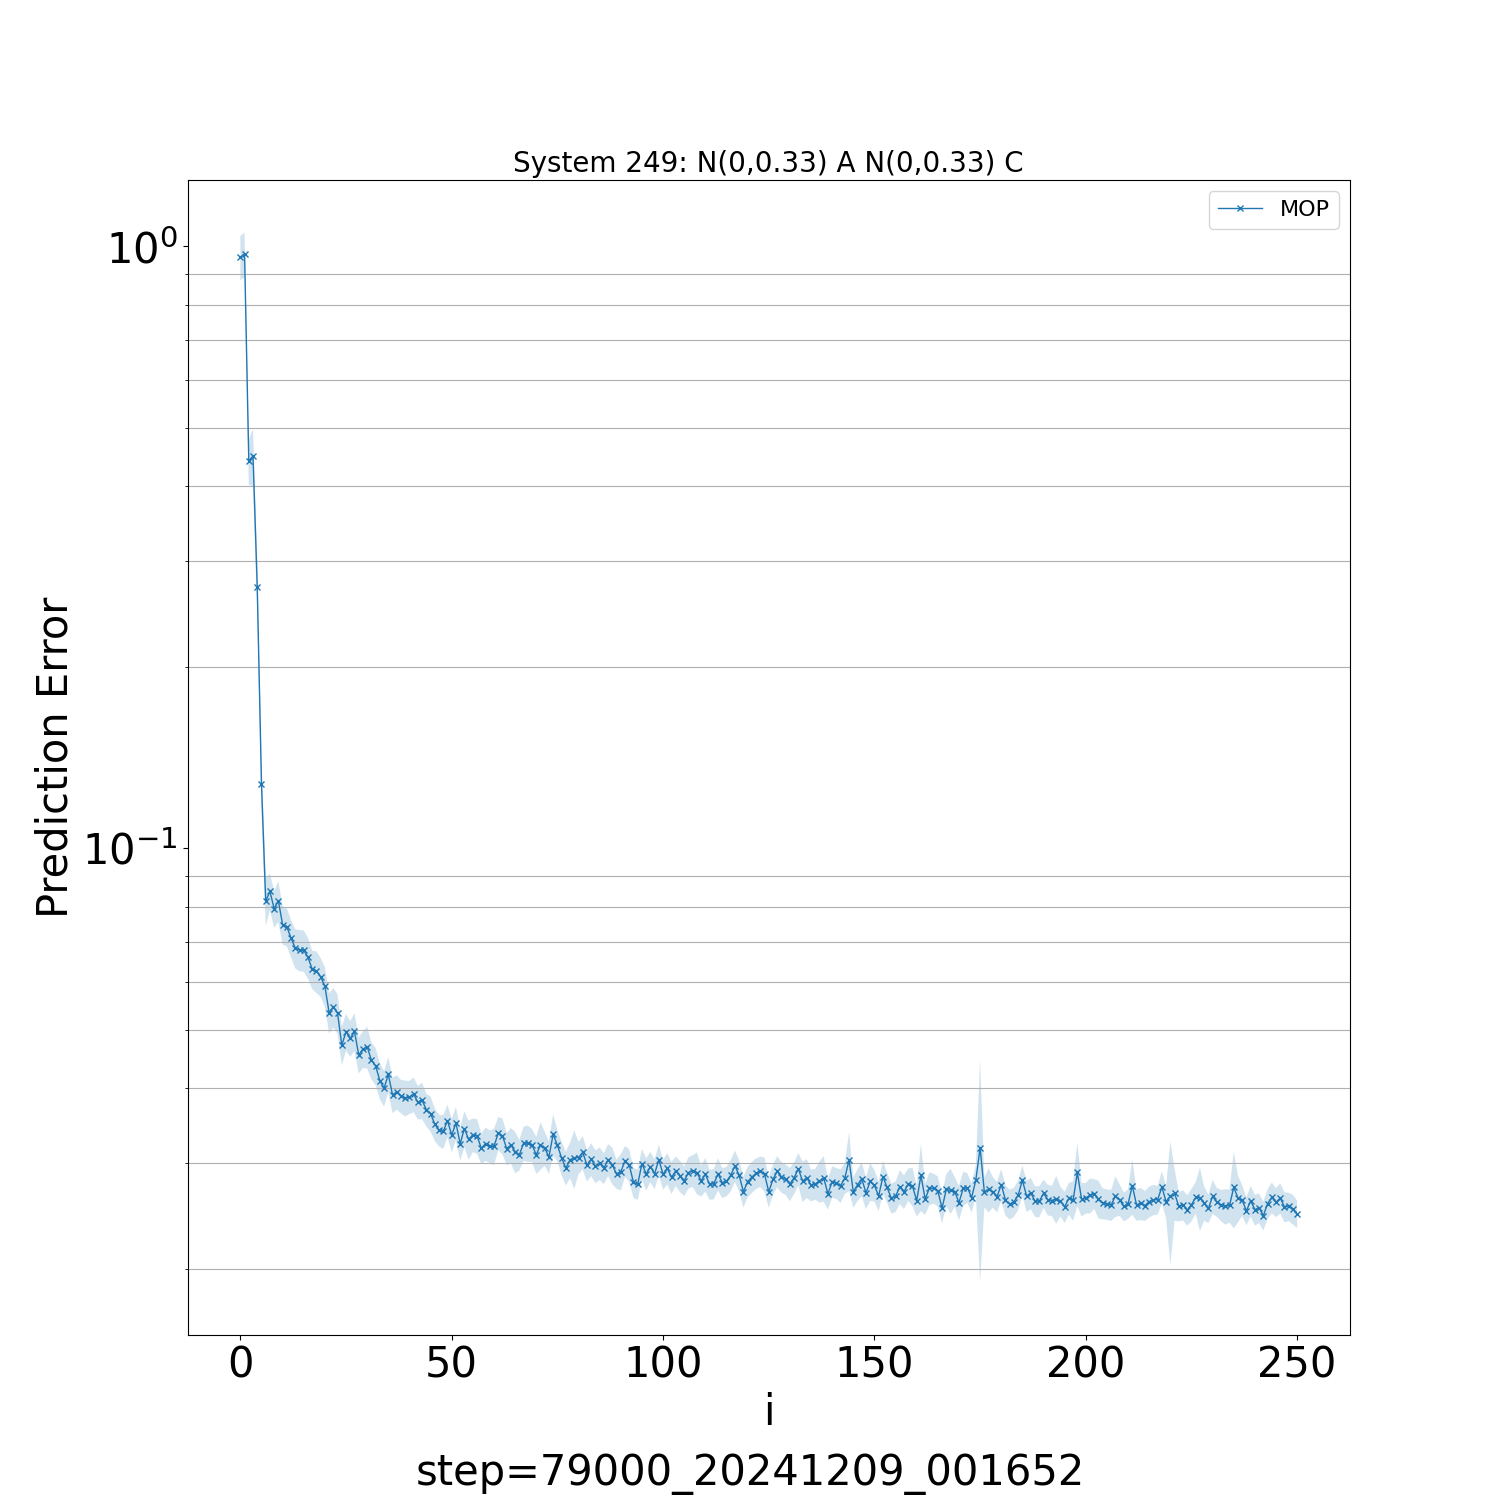 System 249: N(0,0.33) A N(0,0.33) C
MOP
10⁰
10⁻¹
Prediction Error
0 50 100 150 200 250
i
step=79000_20241209_001652